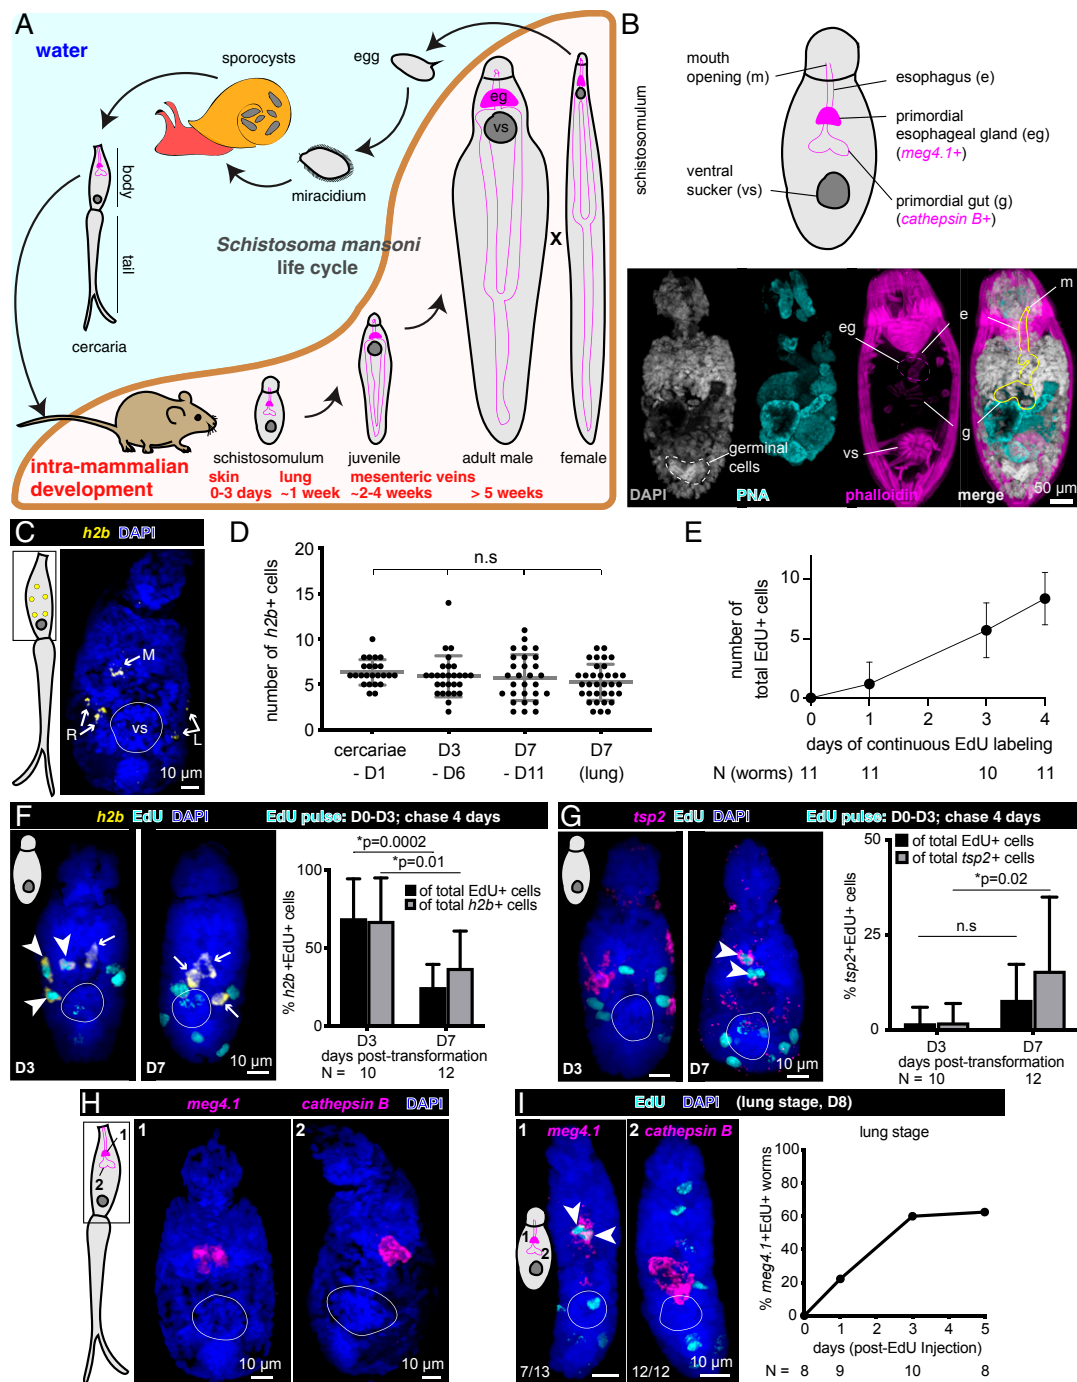 A
water
sporocysts
egg
miracidium
body
tail
cercaria
Schistosoma mansoni
life cycle
eg
vs
X
intra-mammalian
development
schistosomulum
juvenile
adult male
female
skin
lung
mesenteric veins
0-3 days
~1 week
~2-4 weeks
> 5 weeks
B
schistosomulum
mouth
opening (m)
esophagus (e)
primordial
esophageal gland (eg)
(meg4.1+)
ventral
sucker (vs)
primordial gut (g)
(cathepsin B+)
m
e
eg
g
vs
germinal
cells
DAPI
PNA
phalloidin
merge
50 µm
C
h2b DAPI
M
R
vs
L
10 µm
D
number of h2b+ cells
20
15
10
5
0
n.s
cercariae
- D1
D3
- D6
D7
- D11
D7
(lung)
E
number of
total EdU+ cells
10
5
0
0 1 2 3 4
days of continuous EdU labeling
N (worms) 11 11 10 11
F
h2b EdU DAPI
EdU pulse: D0-D3; chase 4 days
D3
D7
10 µm
% h2b+EdU+ cells
100
50
0
*p=0.0002
*p=0.01
of total EdU+ cells
of total h2b+ cells
D3 D7
days post-transformation
N = 10 12
G
tsp2 EdU DAPI
EdU pulse: D0-D3; chase 4 days
D3
D7
10 µm
% tsp2+EdU+ cells
50
25
0
of total EdU+ cells
of total tsp2+ cells
*p=0.02
n.s
D3 D7
days post-transformation
N = 10 12
H
meg4.1 cathepsin B DAPI
1
2
1
2
10 µm
10 µm
I
EdU DAPI (lung stage, D8)
1 meg4.1
2 cathepsin B
1
2
7/13
12/12
10 µm
lung stage
% meg4.1+EdU+ worms
100
80
60
40
20
0
0 1 3 5
days (post-EdU Injection)
N = 8 9 10 8